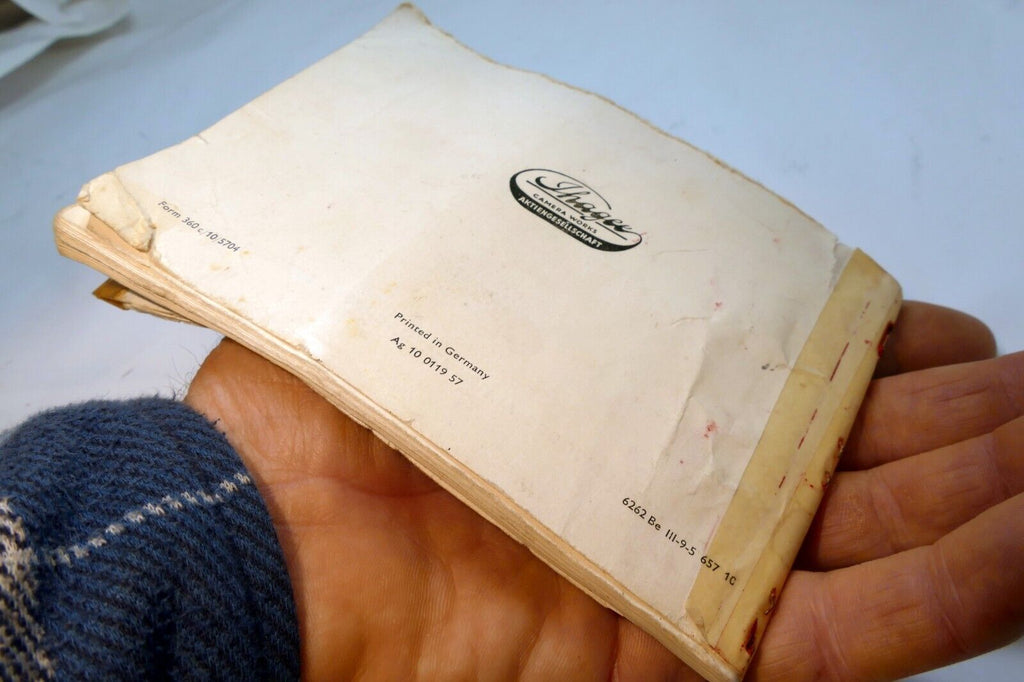 Ihagee
CAMERA WORKS
AKTIENGESELLSCHAFT
Form 360 c/10/5704
Printed in Germany
Ag 10 0119 57
6262 Be III-9-5 657 10